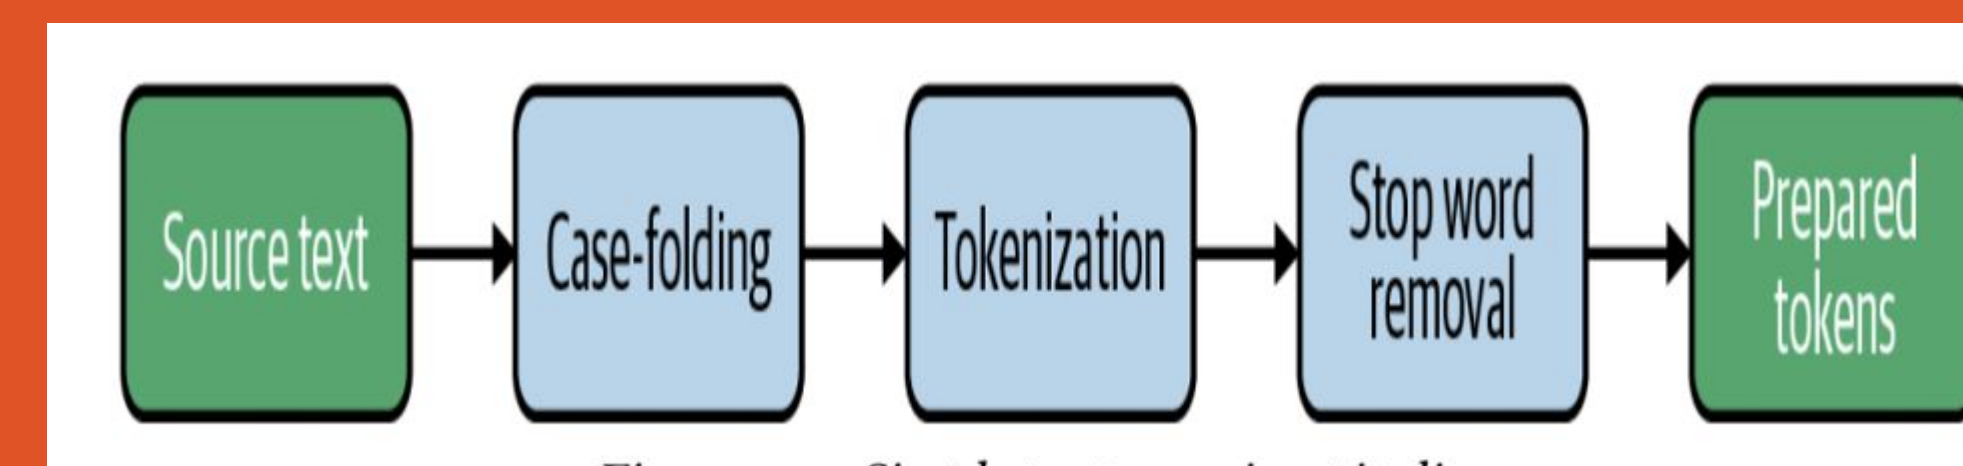 Source text
Case-folding
Tokenization
Stop word
removal
Prepared
tokens